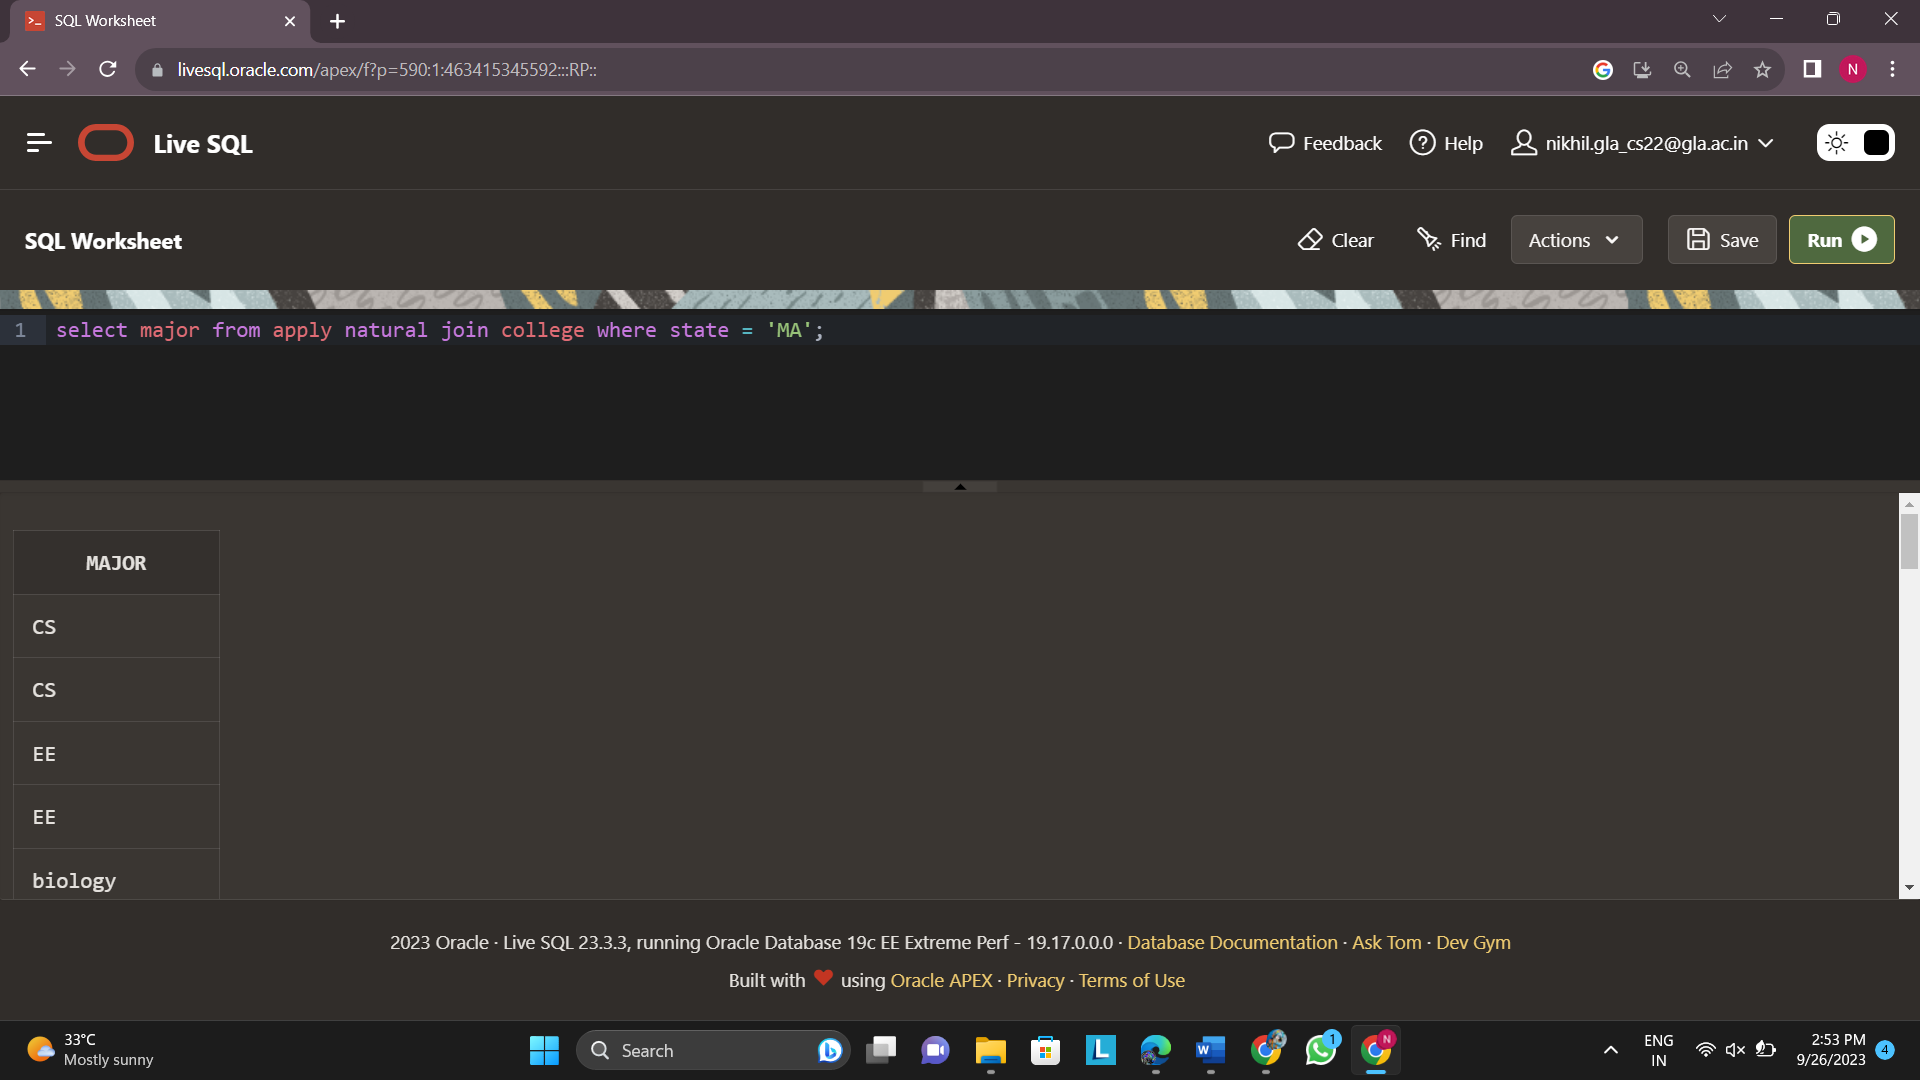 SQL Worksheet
livesql.oracle.com/apex/f?p=590:1:463415345592:::RP::
N
Live SQL
Feedback
Help
nikhil.gla_cs22@gla.ac.in
SQL Worksheet
Clear
Find
Actions
Save
Run
1 select major from apply natural join college where state = 'MA';
MAJOR
CS
CS
EE
EE
biology
2023 Oracle · Live SQL 23.3.3, running Oracle Database 19c EE Extreme Perf - 19.17.0.0.0 · Database Documentation · Ask Tom · Dev Gym
Built with ❤ using Oracle APEX · Privacy · Terms of Use
33°C
Mostly sunny
Search
L
W
1
N
ENG
IN
2:53 PM
9/26/2023
4